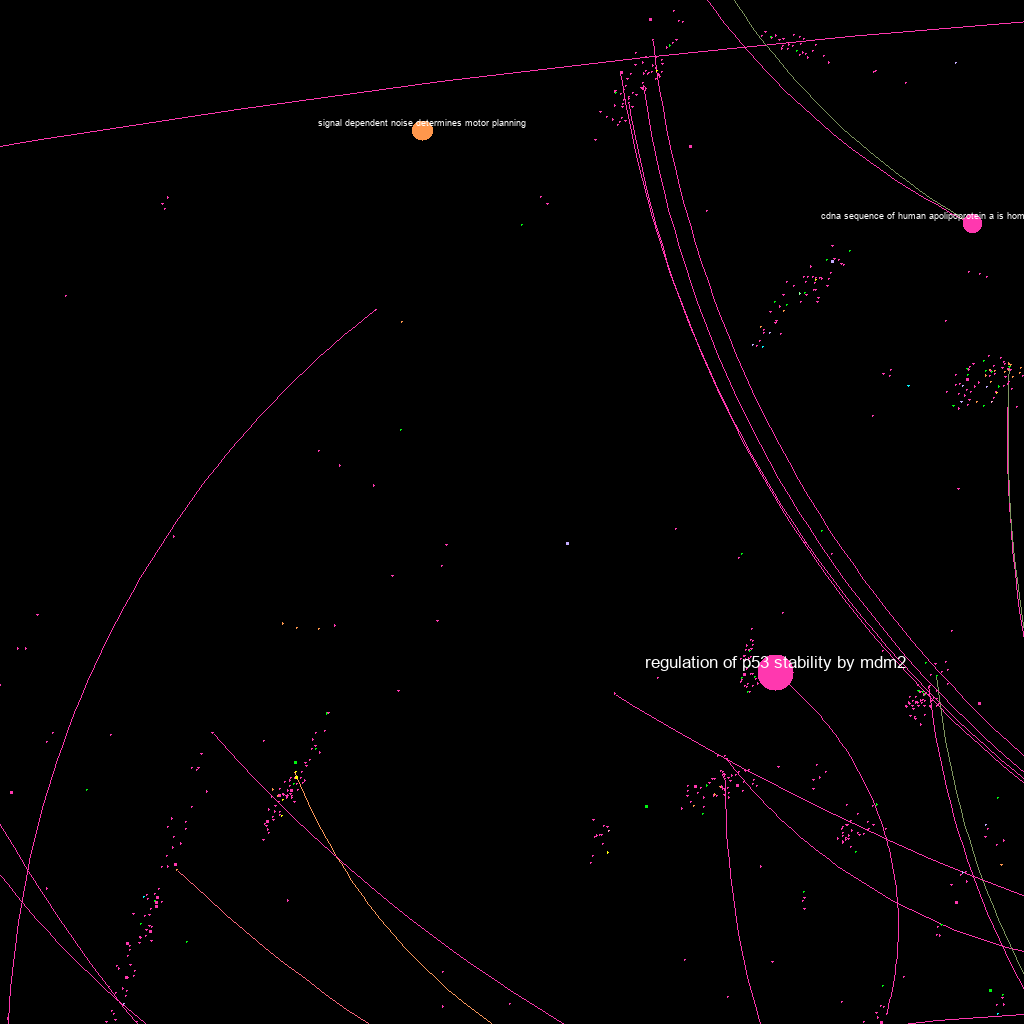 signal dependent noise determines motor planning
cdna sequence of human apolipoprotein a is hom
regulation of p53 stability by mdm2